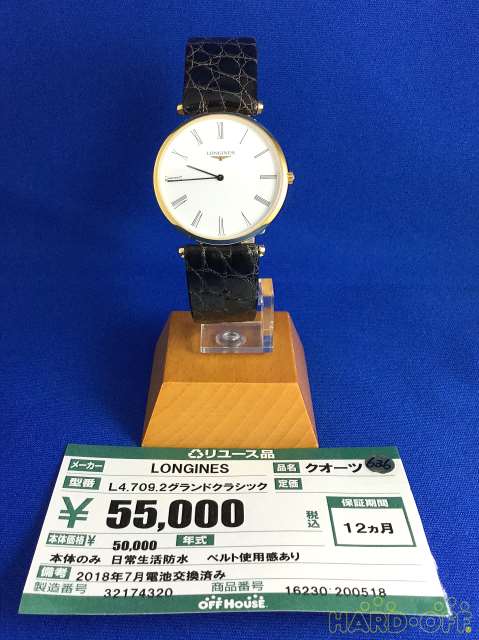 LONGINES
リユース品
メーカー LONGINES 品名 クオーツ 636
型番 L4.709.2グランドクラシック 定価
¥ 55,000 税込 保証期間
本体価格¥ 50,000 年式 12ヵ月
本体のみ 日常生活防水 ベルト使用感あり
備考 2018年7月電池交換済み
製造番号 32174320 商品番号 16230-200518
OFF HOUSE
HARD-OFF